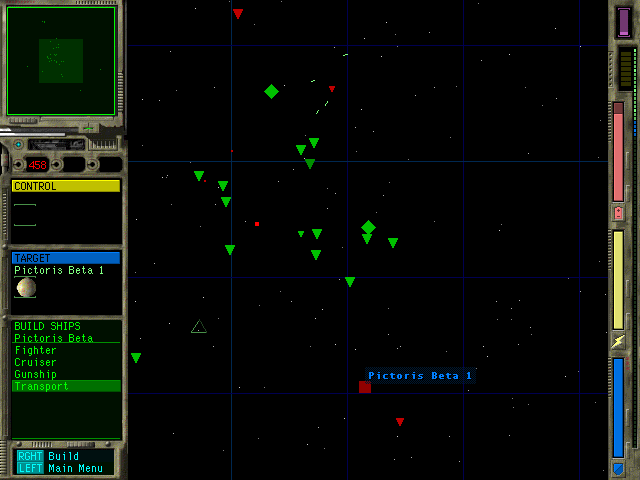 458
CONTROL
TARGET
Pictoris Beta 1
BUILD SHIPS
Pictoris Beta
Fighter
Cruiser
Gunship
Transport
RGHT Build
LEFT Main Menu
Pictoris Beta 1